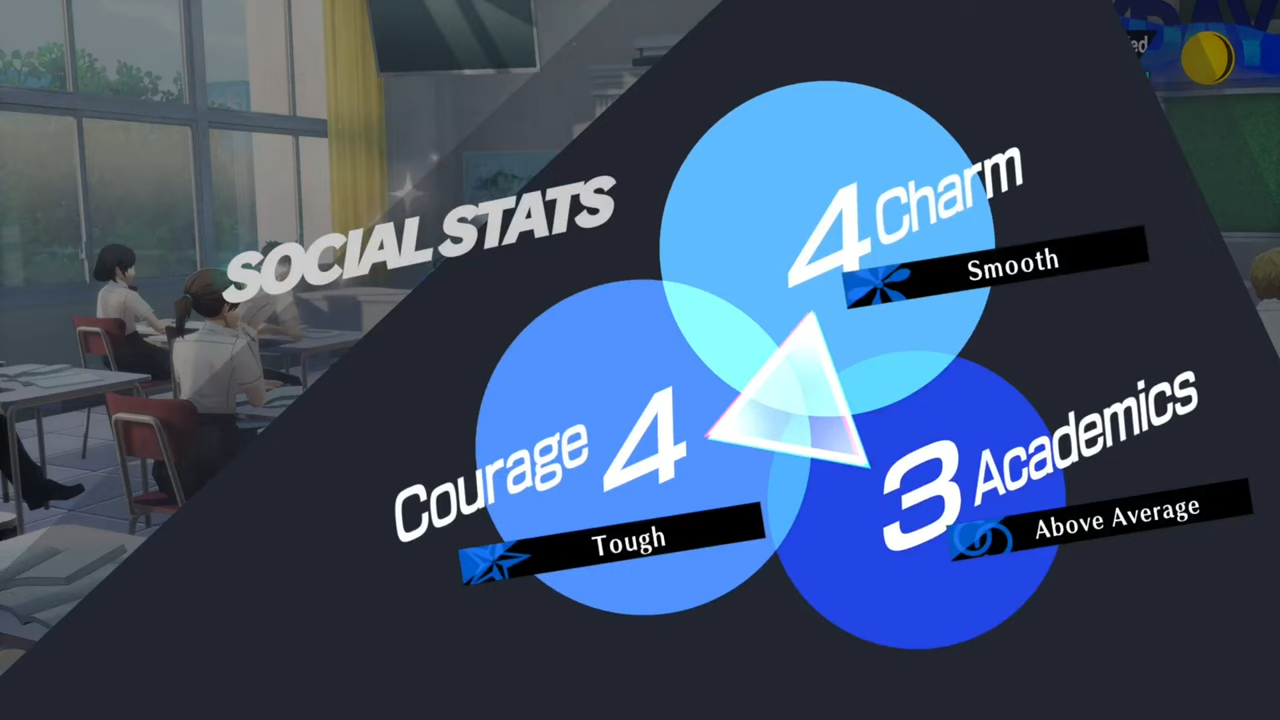 SOCIAL STATS
4 Charm
Smooth
Courage 4
Tough
3 Academics
Above Average